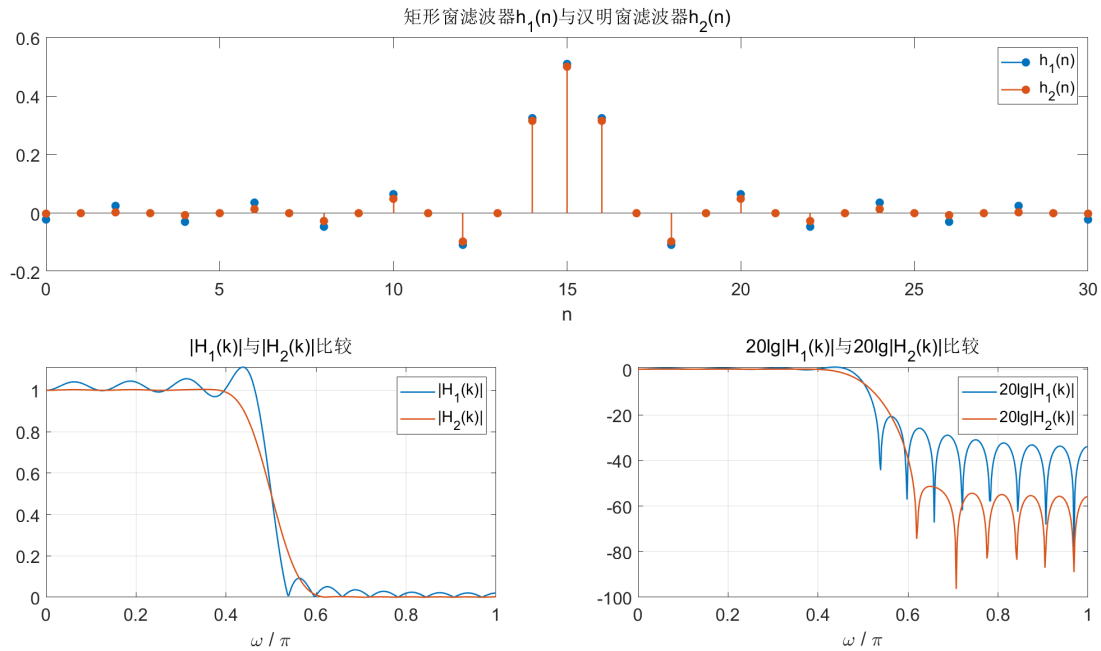 矩形窗滤波器h₁(n)与汉明窗滤波器h₂(n)
0.6
0.4
0.2
0
-0.2
h₁(n)
h₂(n)
0 5 10 15 20 25 30
n
|H₁(k)|与|H₂(k)|比较
1
0.8
0.6
0.4
0.2
0
|H₁(k)|
|H₂(k)|
0 0.2 0.4 0.6 0.8 1
ω / π
20lg|H₁(k)|与20lg|H₂(k)|比较
0
-20
-40
-60
-80
-100
20lg|H₁(k)|
20lg|H₂(k)|
0 0.2 0.4 0.6 0.8 1
ω / π